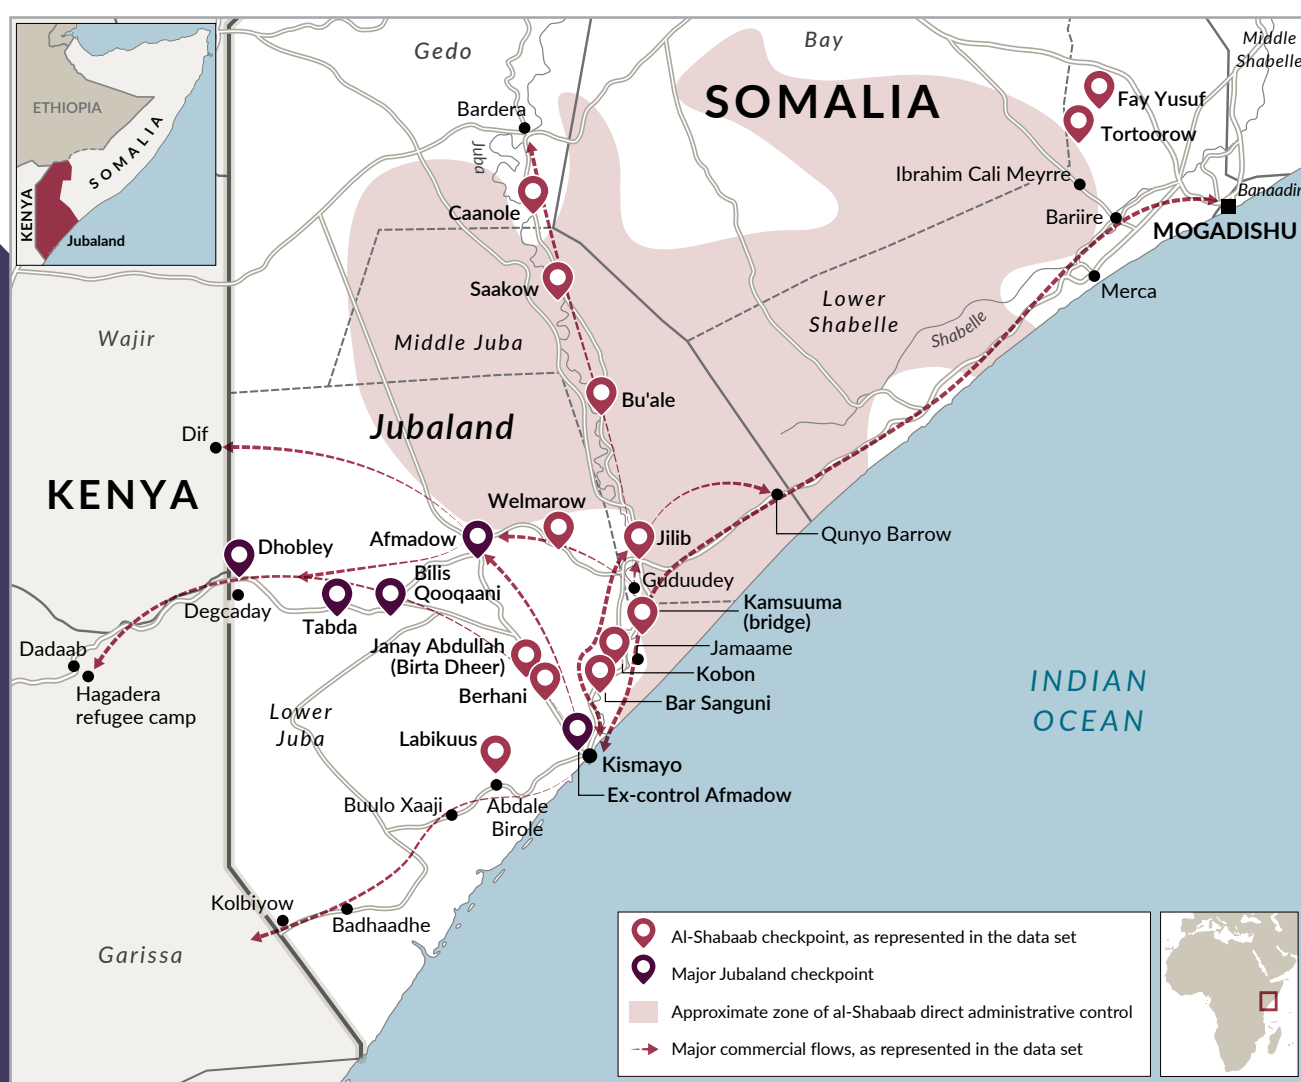 ETHIOPIA
SOMALIA
KENYA
Jubaland
Gedo
Bay
Middle
Shabelle
SOMALIA
Bardera
Juba
Fay Yusuf
Tortoorow
Ibrahim Cali Meyrre
Banaadir
Caanole
Bariire
MOGADISHU
Saakow
Merca
Lower
Shabelle
Shabelle
Wajir
Middle Juba
Bu'ale
Jubaland
Dif
KENYA
Welmarow
Afmadow
Jilib
Qunyo Barrow
Dhobley
Bilis
Qooqaani
Guduudey
Degcaday
Tabda
Kamsuuma
(bridge)
Janay Abdullah
(Birta Dheer)
Jamaame
Dadaab
Kobon
Hagadera
refugee camp
Berhani
Bar Sanguni
INDIAN
OCEAN
Lower
Juba
Labikuus
Kismayo
Ex-control Afmadow
Buulo Xaaji
Abdale
Birole
Kolbiyow
Badhaadhe
Garissa
Al-Shabaab checkpoint, as represented in the data set
Major Jubaland checkpoint
Approximate zone of al-Shabaab direct administrative control
Major commercial flows, as represented in the data set